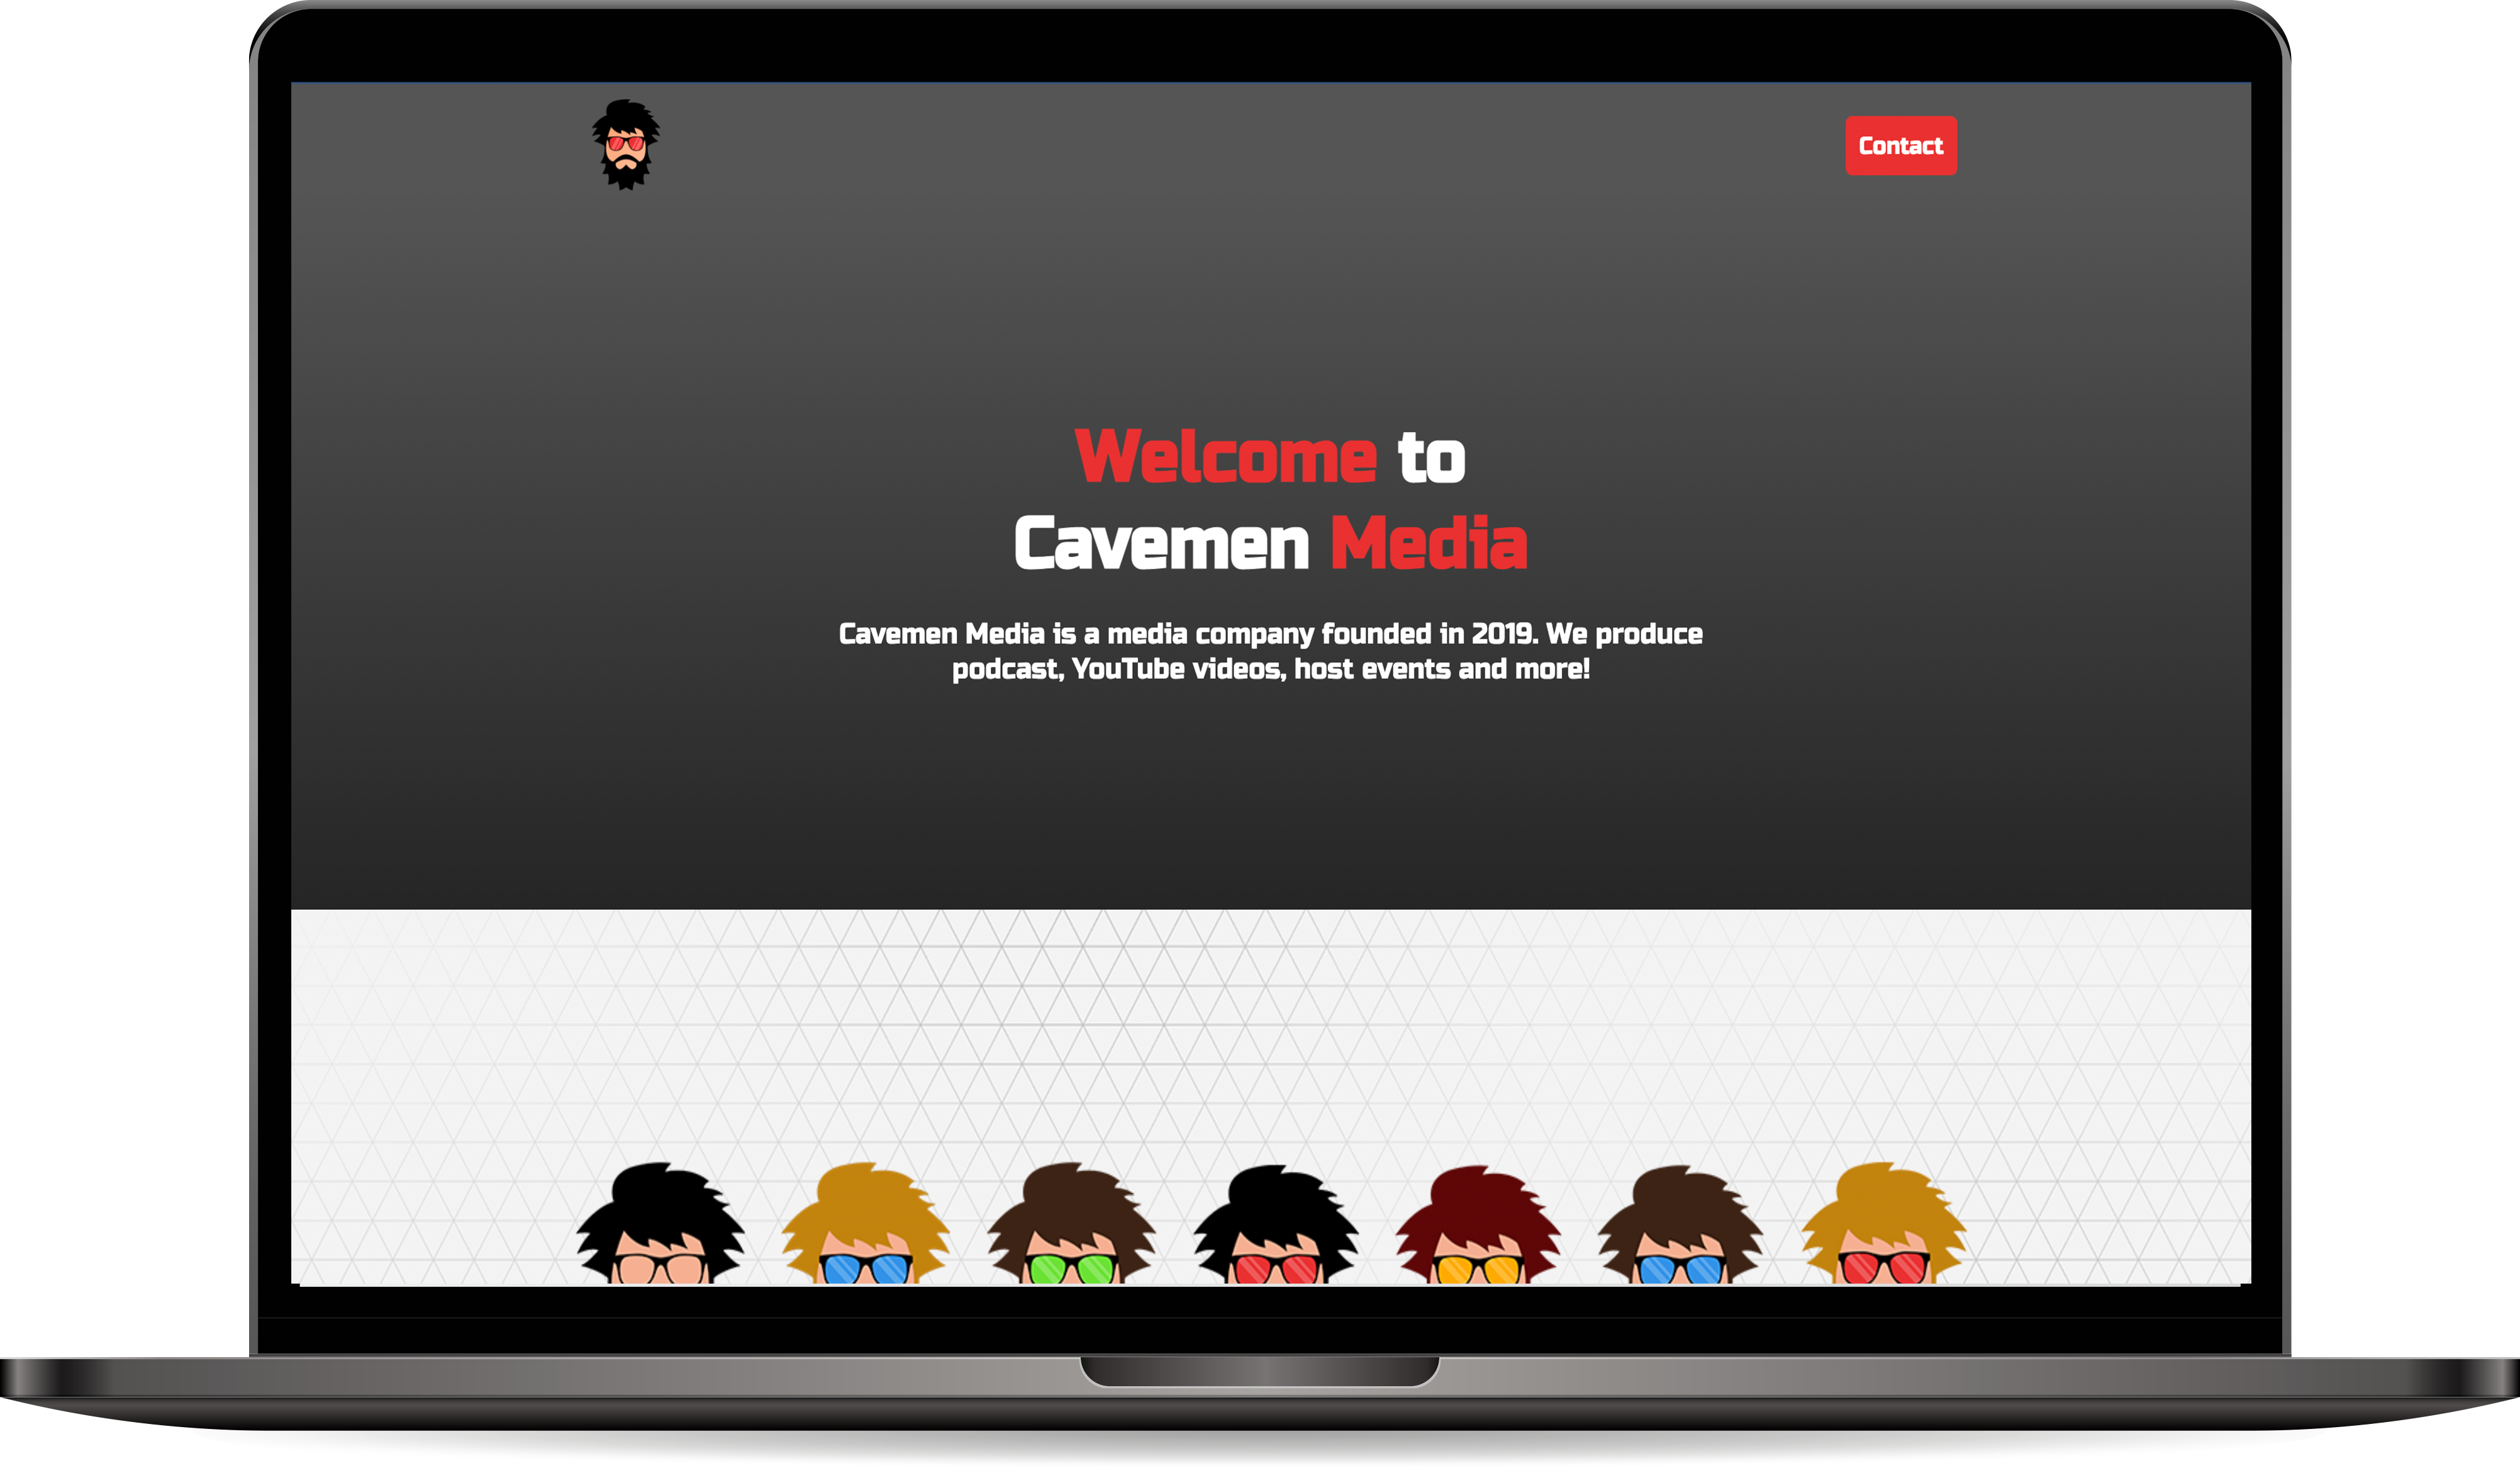 Contact
Welcome to
Cavemen Media
Cavemen Media is a media company founded in 2019. We produce
podcast, YouTube videos, host events and more!